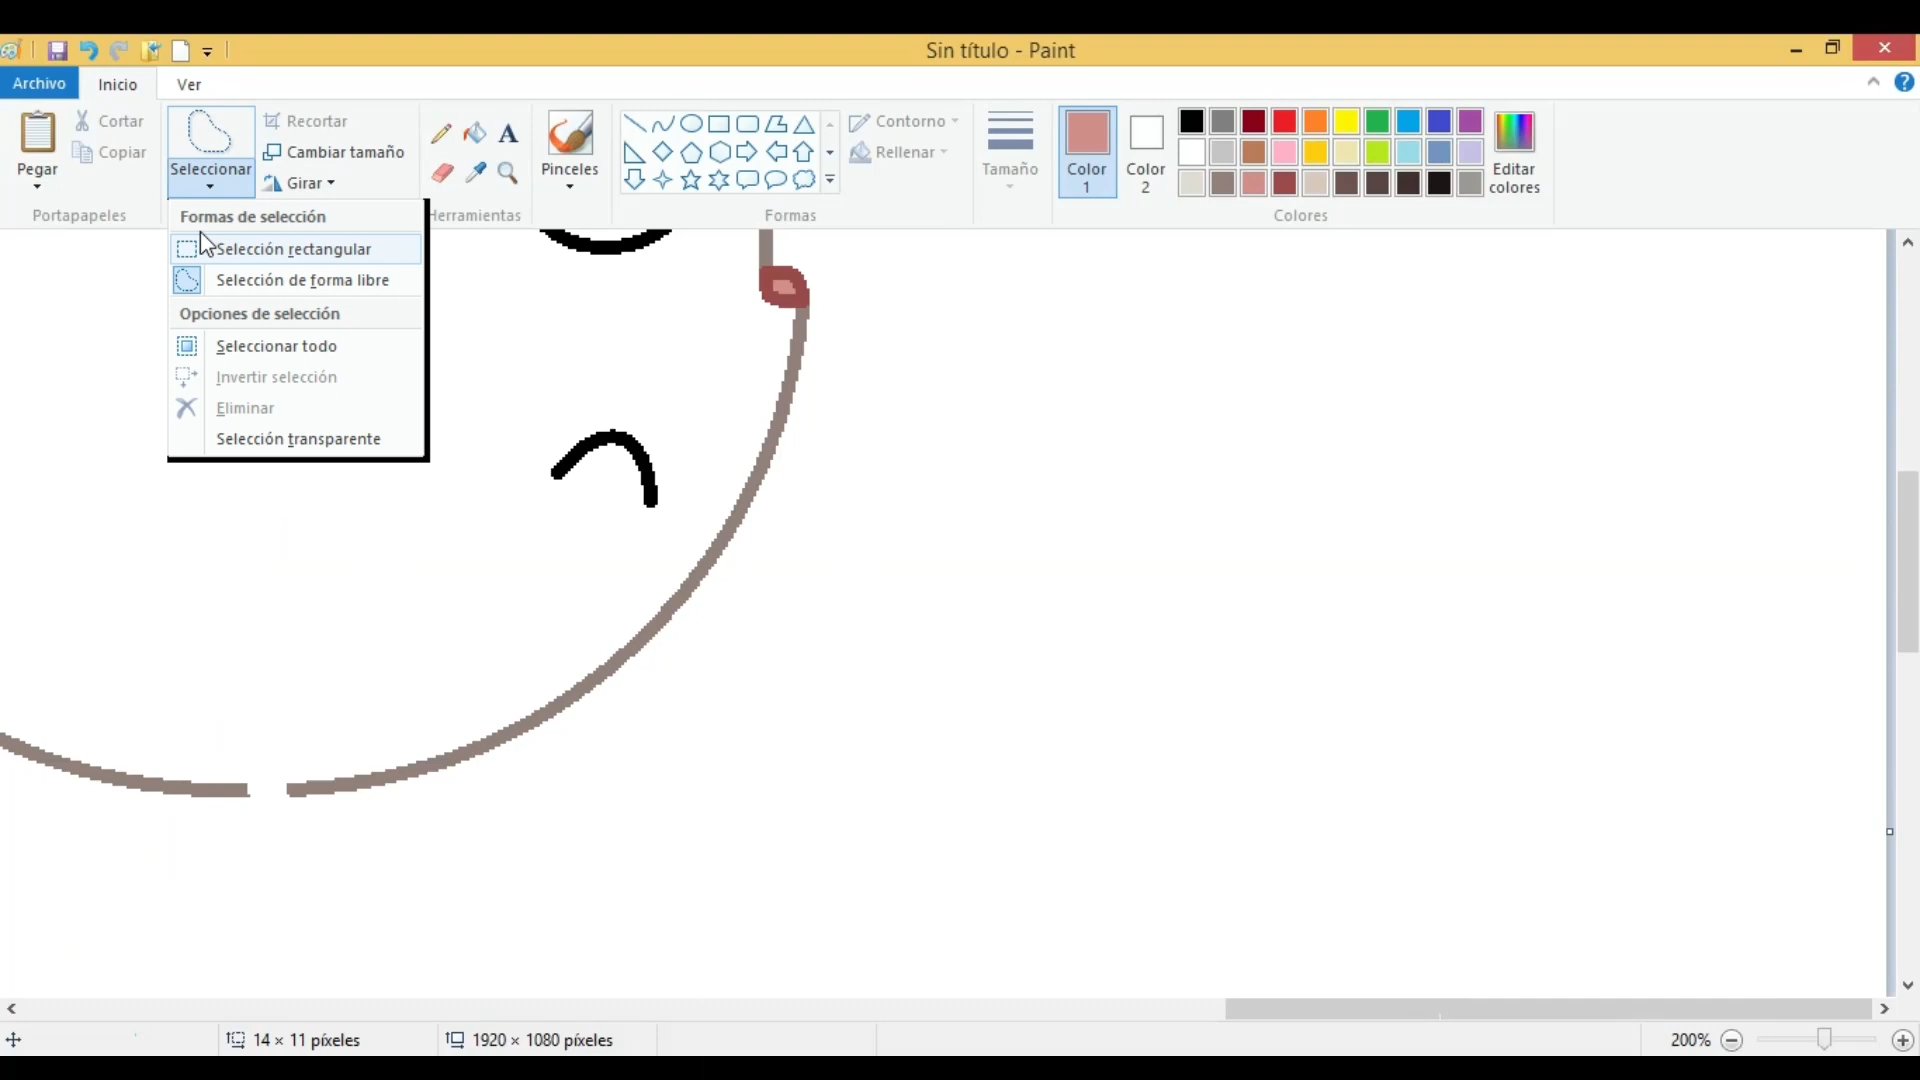 Sin título - Paint
Archivo Inicio Ver
Pegar
Cortar
Copiar
Portapapeles
Seleccionar
Recortar
Cambiar tamaño
Girar
Herramientas
Pinceles
Formas
Contorno
Rellenar
Tamaño
Color 1
Color 2
Editar colores
Colores
Formas de selección
Selección rectangular
Selección de forma libre
Opciones de selección
Seleccionar todo
Invertir selección
Eliminar
Selección transparente
14 × 11 píxeles 1920 × 1080 píxeles 200%